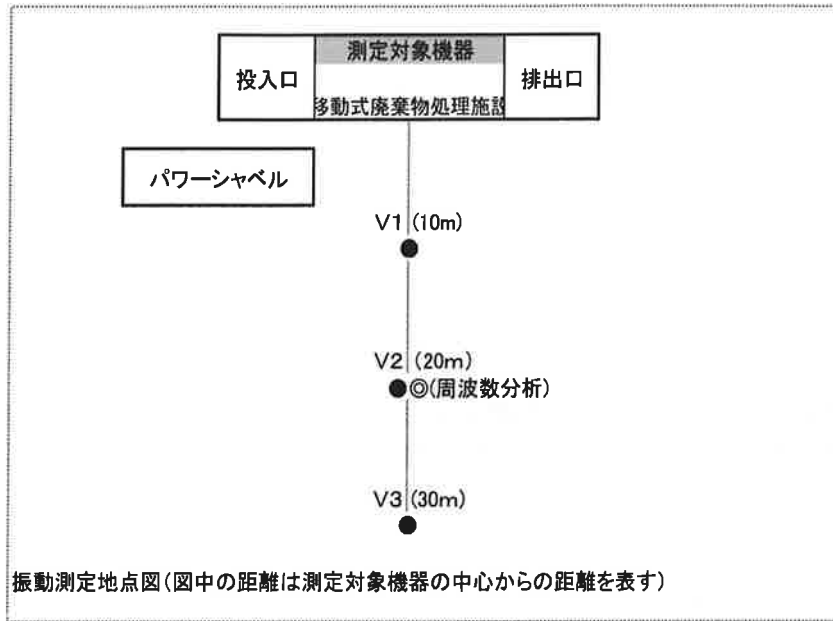 測定対象機器
投入口
排出口
移動式廃棄物処理施設
パワーシャベル
V1(10m)
V2(20m)
◎(周波数分析)
V3(30m)
振動測定地点図(図中の距離は測定対象機器の中心からの距離を表す)